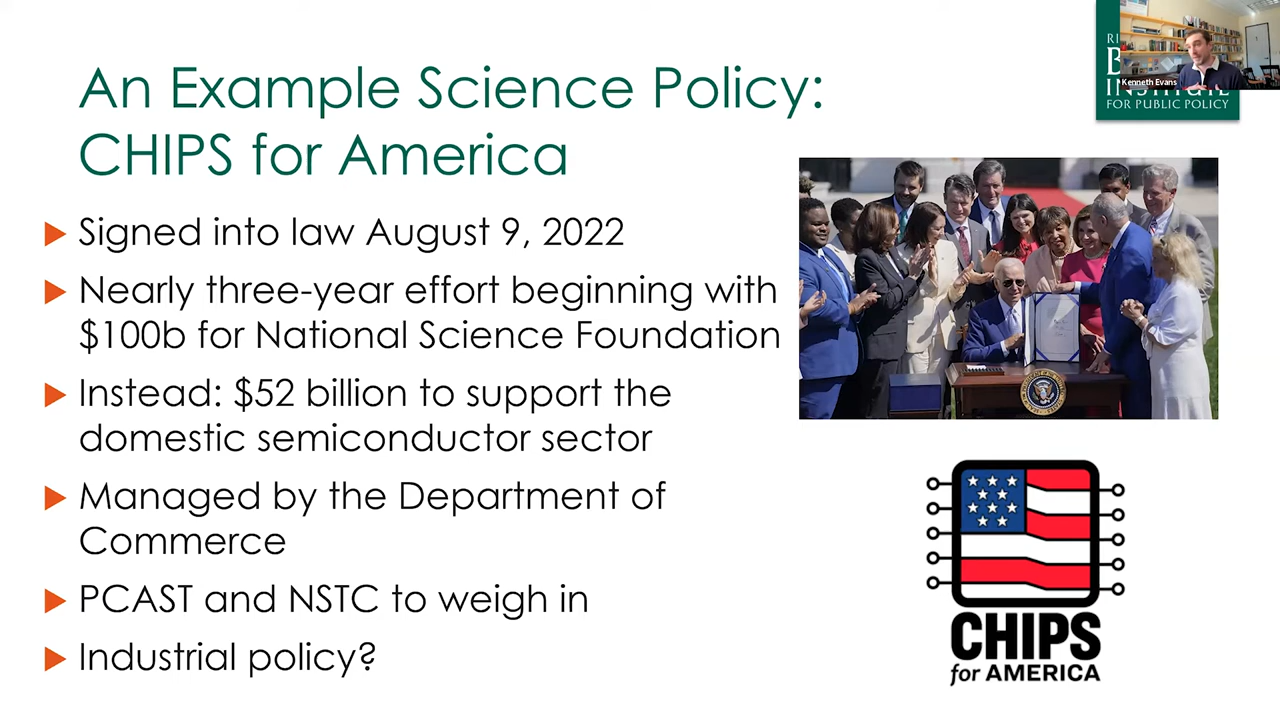 An Example Science Policy:
CHIPS for America
Signed into law August 9, 2022
Nearly three-year effort beginning with
$100b for National Science Foundation
Instead: $52 billion to support the
domestic semiconductor sector
Managed by the Department of
Commerce
PCAST and NSTC to weigh in
Industrial policy?
Kenneth Evans
FOR PUBLIC POLICY
CHIPS
for AMERICA